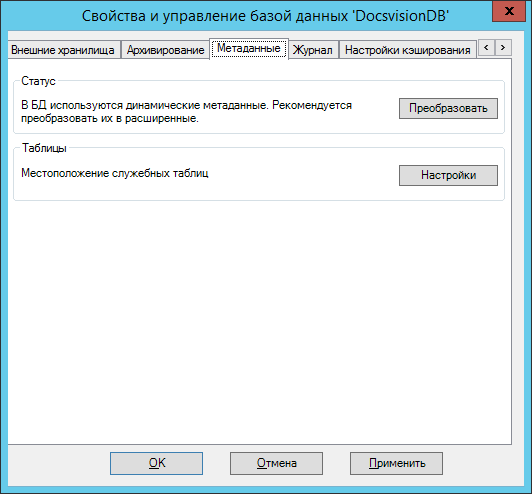 Свойства и управление базой данных 'DocsvisionDB'
x
Внешние хранилища Архивирование Метаданные Журнал Настройки кэширования < >
Статус
В БД используются динамические метаданные. Рекомендуется Преобразовать
преобразовать их в расширенные.
Таблицы
Местоположение служебных таблиц Настройки
OK Отмена Применить